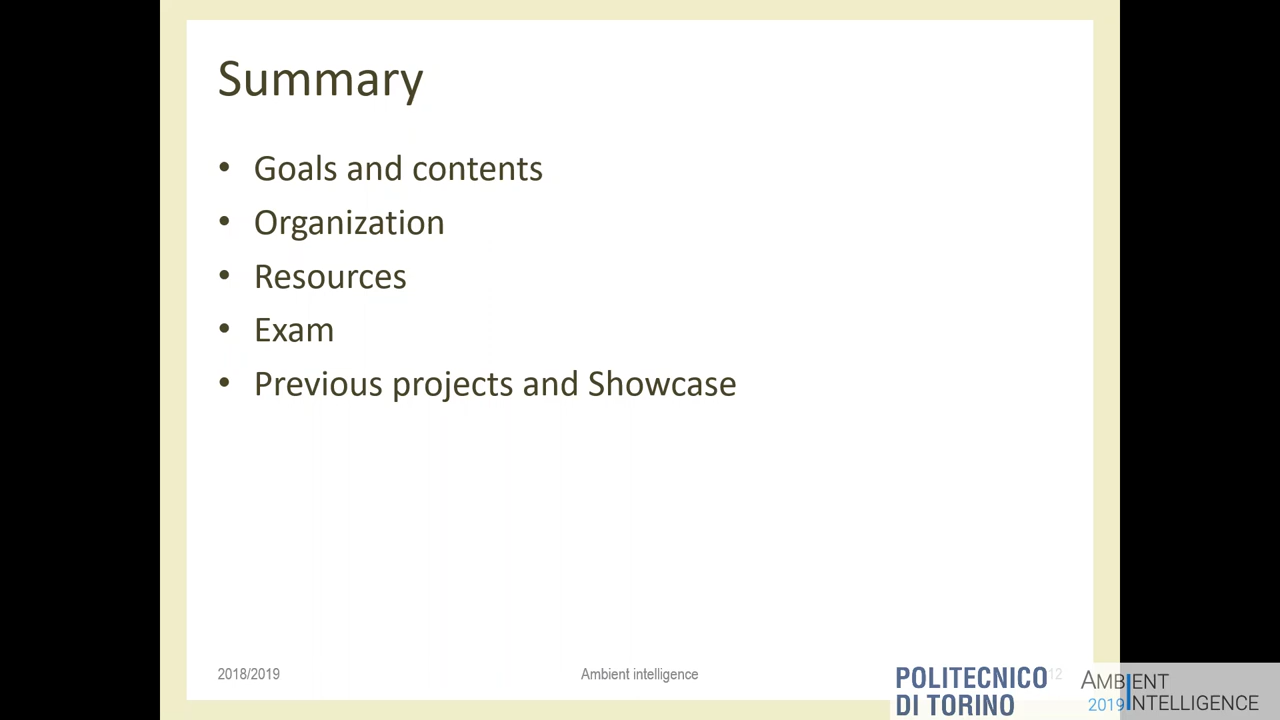 Summary
• Goals and contents
• Organization
• Resources
• Exam
• Previous projects and Showcase
2018/2019
Ambient intelligence
12
POLITECNICO
DI TORINO
AMBIENT
2019 INTELLIGENCE